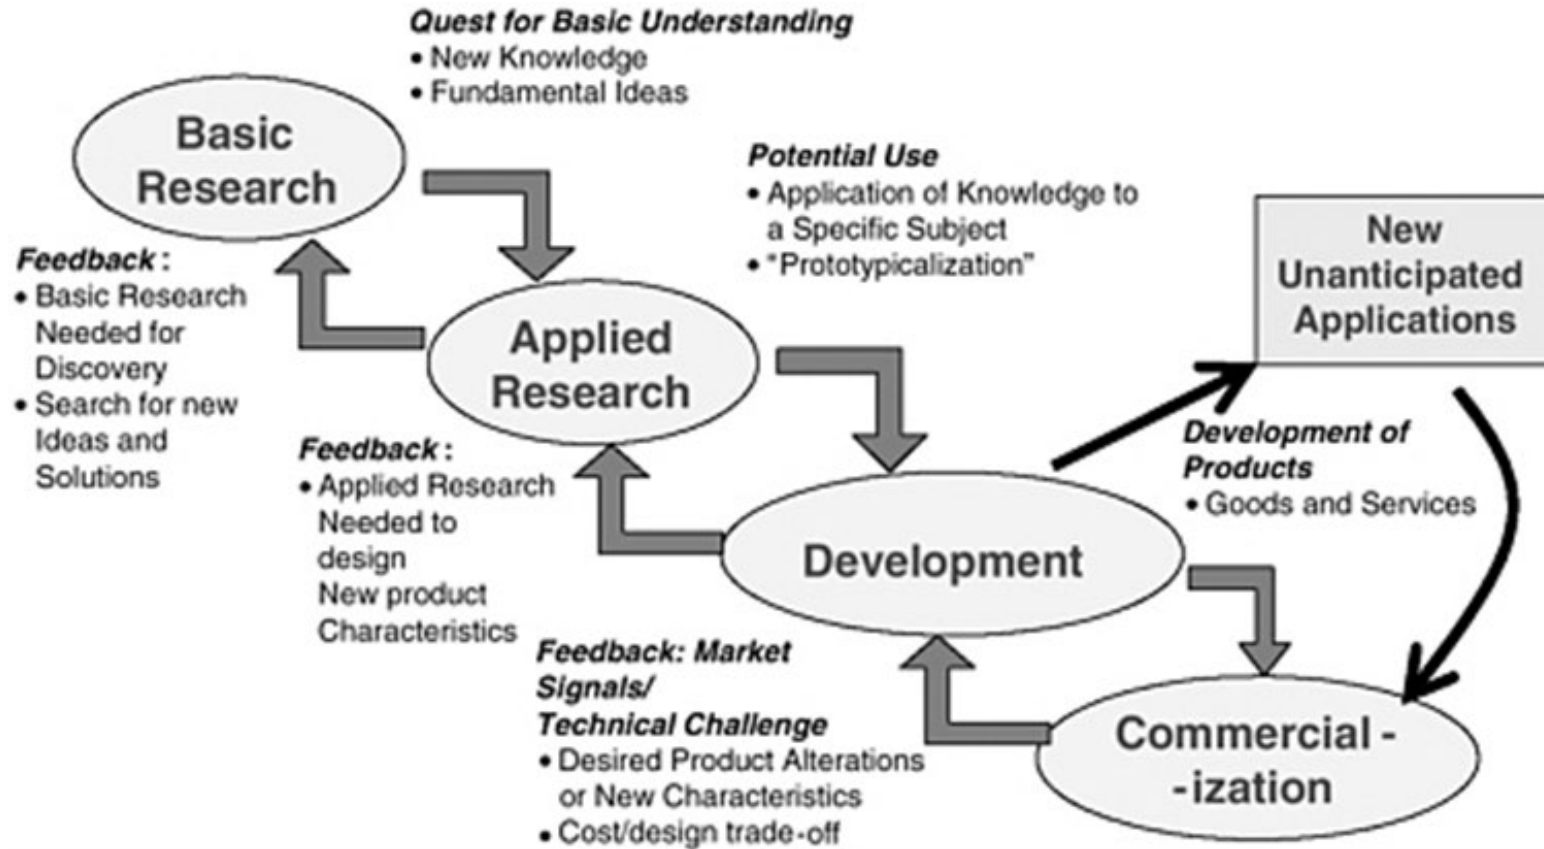 Quest for Basic Understanding
• New Knowledge
• Fundamental Ideas
Basic
Research
Potential Use
• Application of Knowledge to
a Specific Subject
• "Prototypicalization"
New
Unanticipated
Applications
Feedback :
• Basic Research
Needed for
Discovery
• Search for new
Ideas and
Solutions
Applied
Research
Feedback :
• Applied Research
Needed to
design
New product
Characteristics
Development of
Products
• Goods and Services
Development
Feedback: Market
Signals/
Technical Challenge
• Desired Product Alterations
or New Characteristics
• Cost/design trade-off
Commercial -
-ization